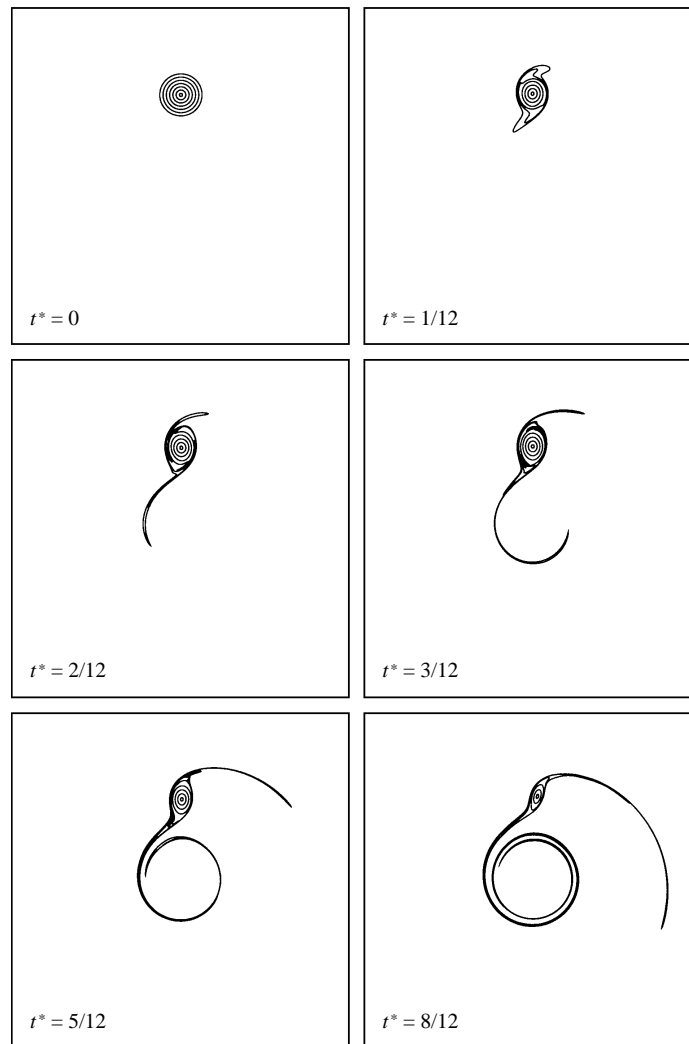 t* = 0
t* = 1/12
t* = 2/12
t* = 3/12
t* = 5/12
t* = 8/12